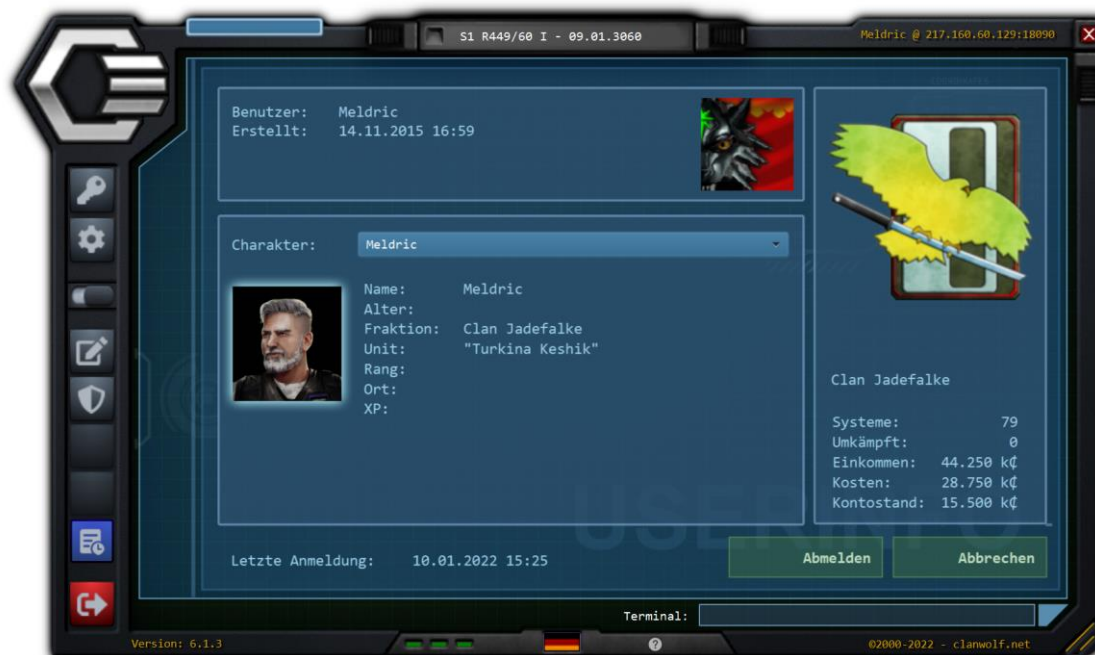 S1 R449/60 I - 09.01.3060
Meldric @ 217.160.60.129:18090
Benutzer: Meldric
Erstellt: 14.11.2015 16:59
Charakter: Meldric
Name: Meldric
Alter:
Fraktion: Clan Jadefalke
Unit: "Turkina Keshik"
Rang:
Ort:
XP:
Clan Jadefalke
Systeme: 79
Umkämpft: 0
Einkommen: 44.250 k₵
Kosten: 28.750 k₵
Kontostand: 15.500 k₵
USERINFO
Letzte Anmeldung: 10.01.2022 15:25
Abmelden
Abbrechen
Terminal:
Version: 6.1.3
?
©2000-2022 - clanwolf.net